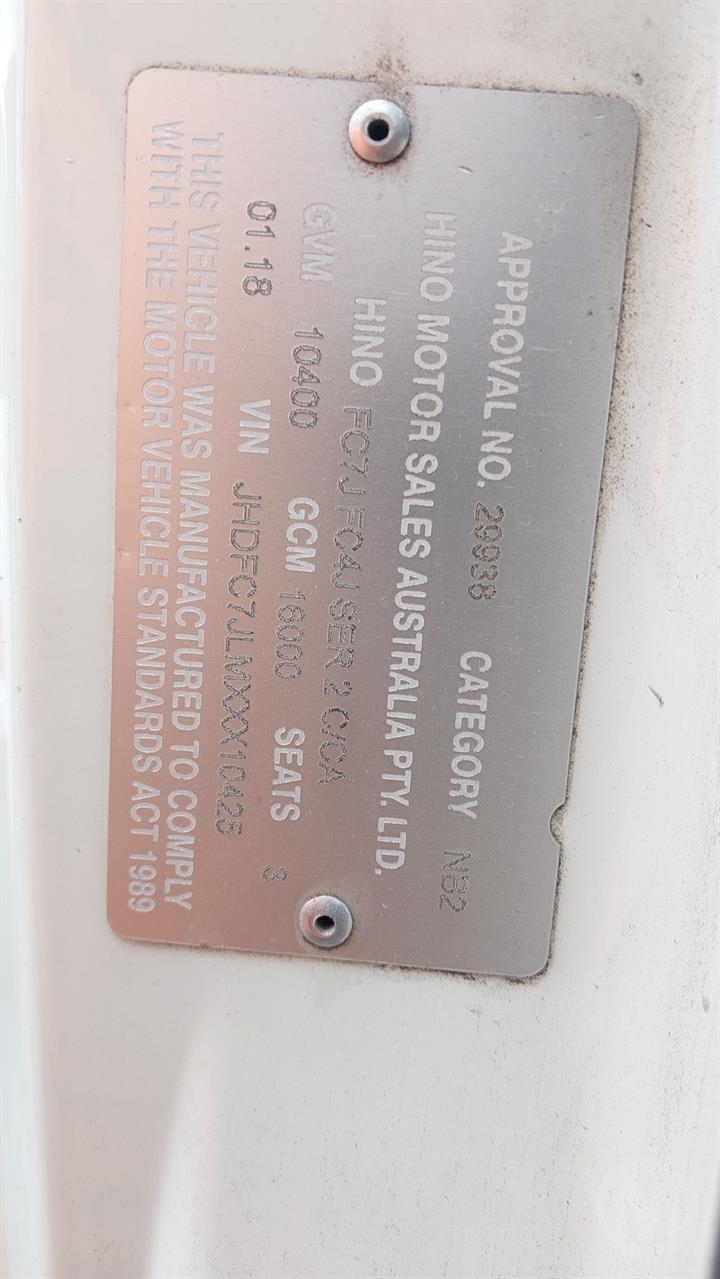 APPROVAL NO. 29938 CATEGORY NB2
HINO MOTOR SALES AUSTRALIA PTY. LTD.
HINO FC7J FC4J SER 2 C/CA
GVM 10400 GCM 16000 SEATS 3
01.18 VIN JHDFC7JLMXXX10425
THIS VEHICLE WAS MANUFACTURED TO COMPLY
WITH THE MOTOR VEHICLE STANDARDS ACT 1989